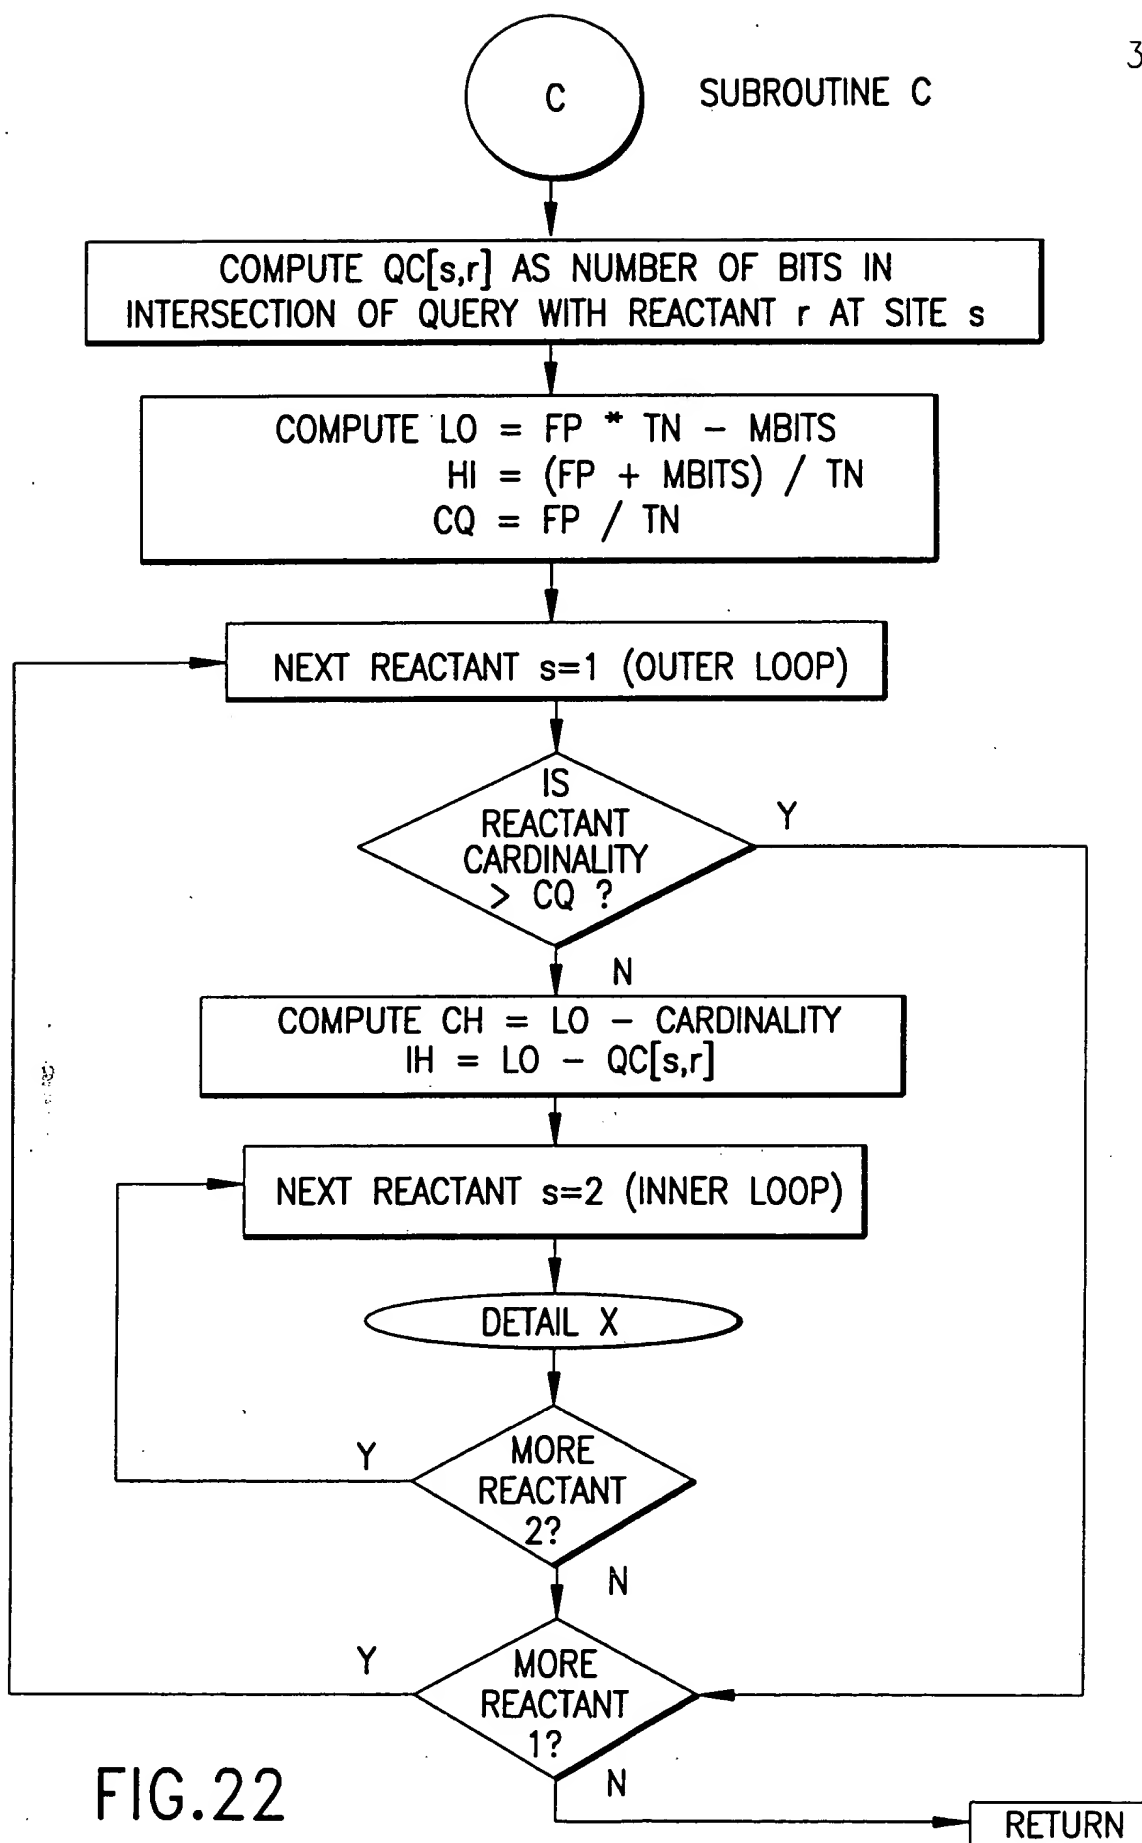 3
C
SUBROUTINE C
COMPUTE QC[s,r] AS NUMBER OF BITS IN
INTERSECTION OF QUERY WITH REACTANT r AT SITE s
COMPUTE LO = FP * TN - MBITS
HI = (FP + MBITS) / TN
CQ = FP / TN
NEXT REACTANT s=1 (OUTER LOOP)
IS
REACTANT
CARDINALITY
> CQ ?
Y
N
COMPUTE CH = LO - CARDINALITY
IH = LO - QC[s,r]
NEXT REACTANT s=2 (INNER LOOP)
DETAIL X
MORE
REACTANT
2?
Y
N
MORE
REACTANT
1?
Y
N
RETURN
FIG.22